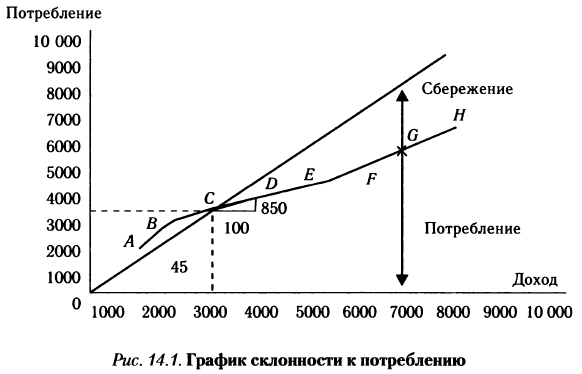 Потребление
10 000
9000
8000
7000
6000
5000
4000
3000
2000
1000
0
Сбережение
H
G
F
E
D
C
B
A
850
100
45
Потребление
Доход
1000 2000 3000 4000 5000 6000 7000 8000 9000 10 000
Рис. 14.1. График склонности к потреблению